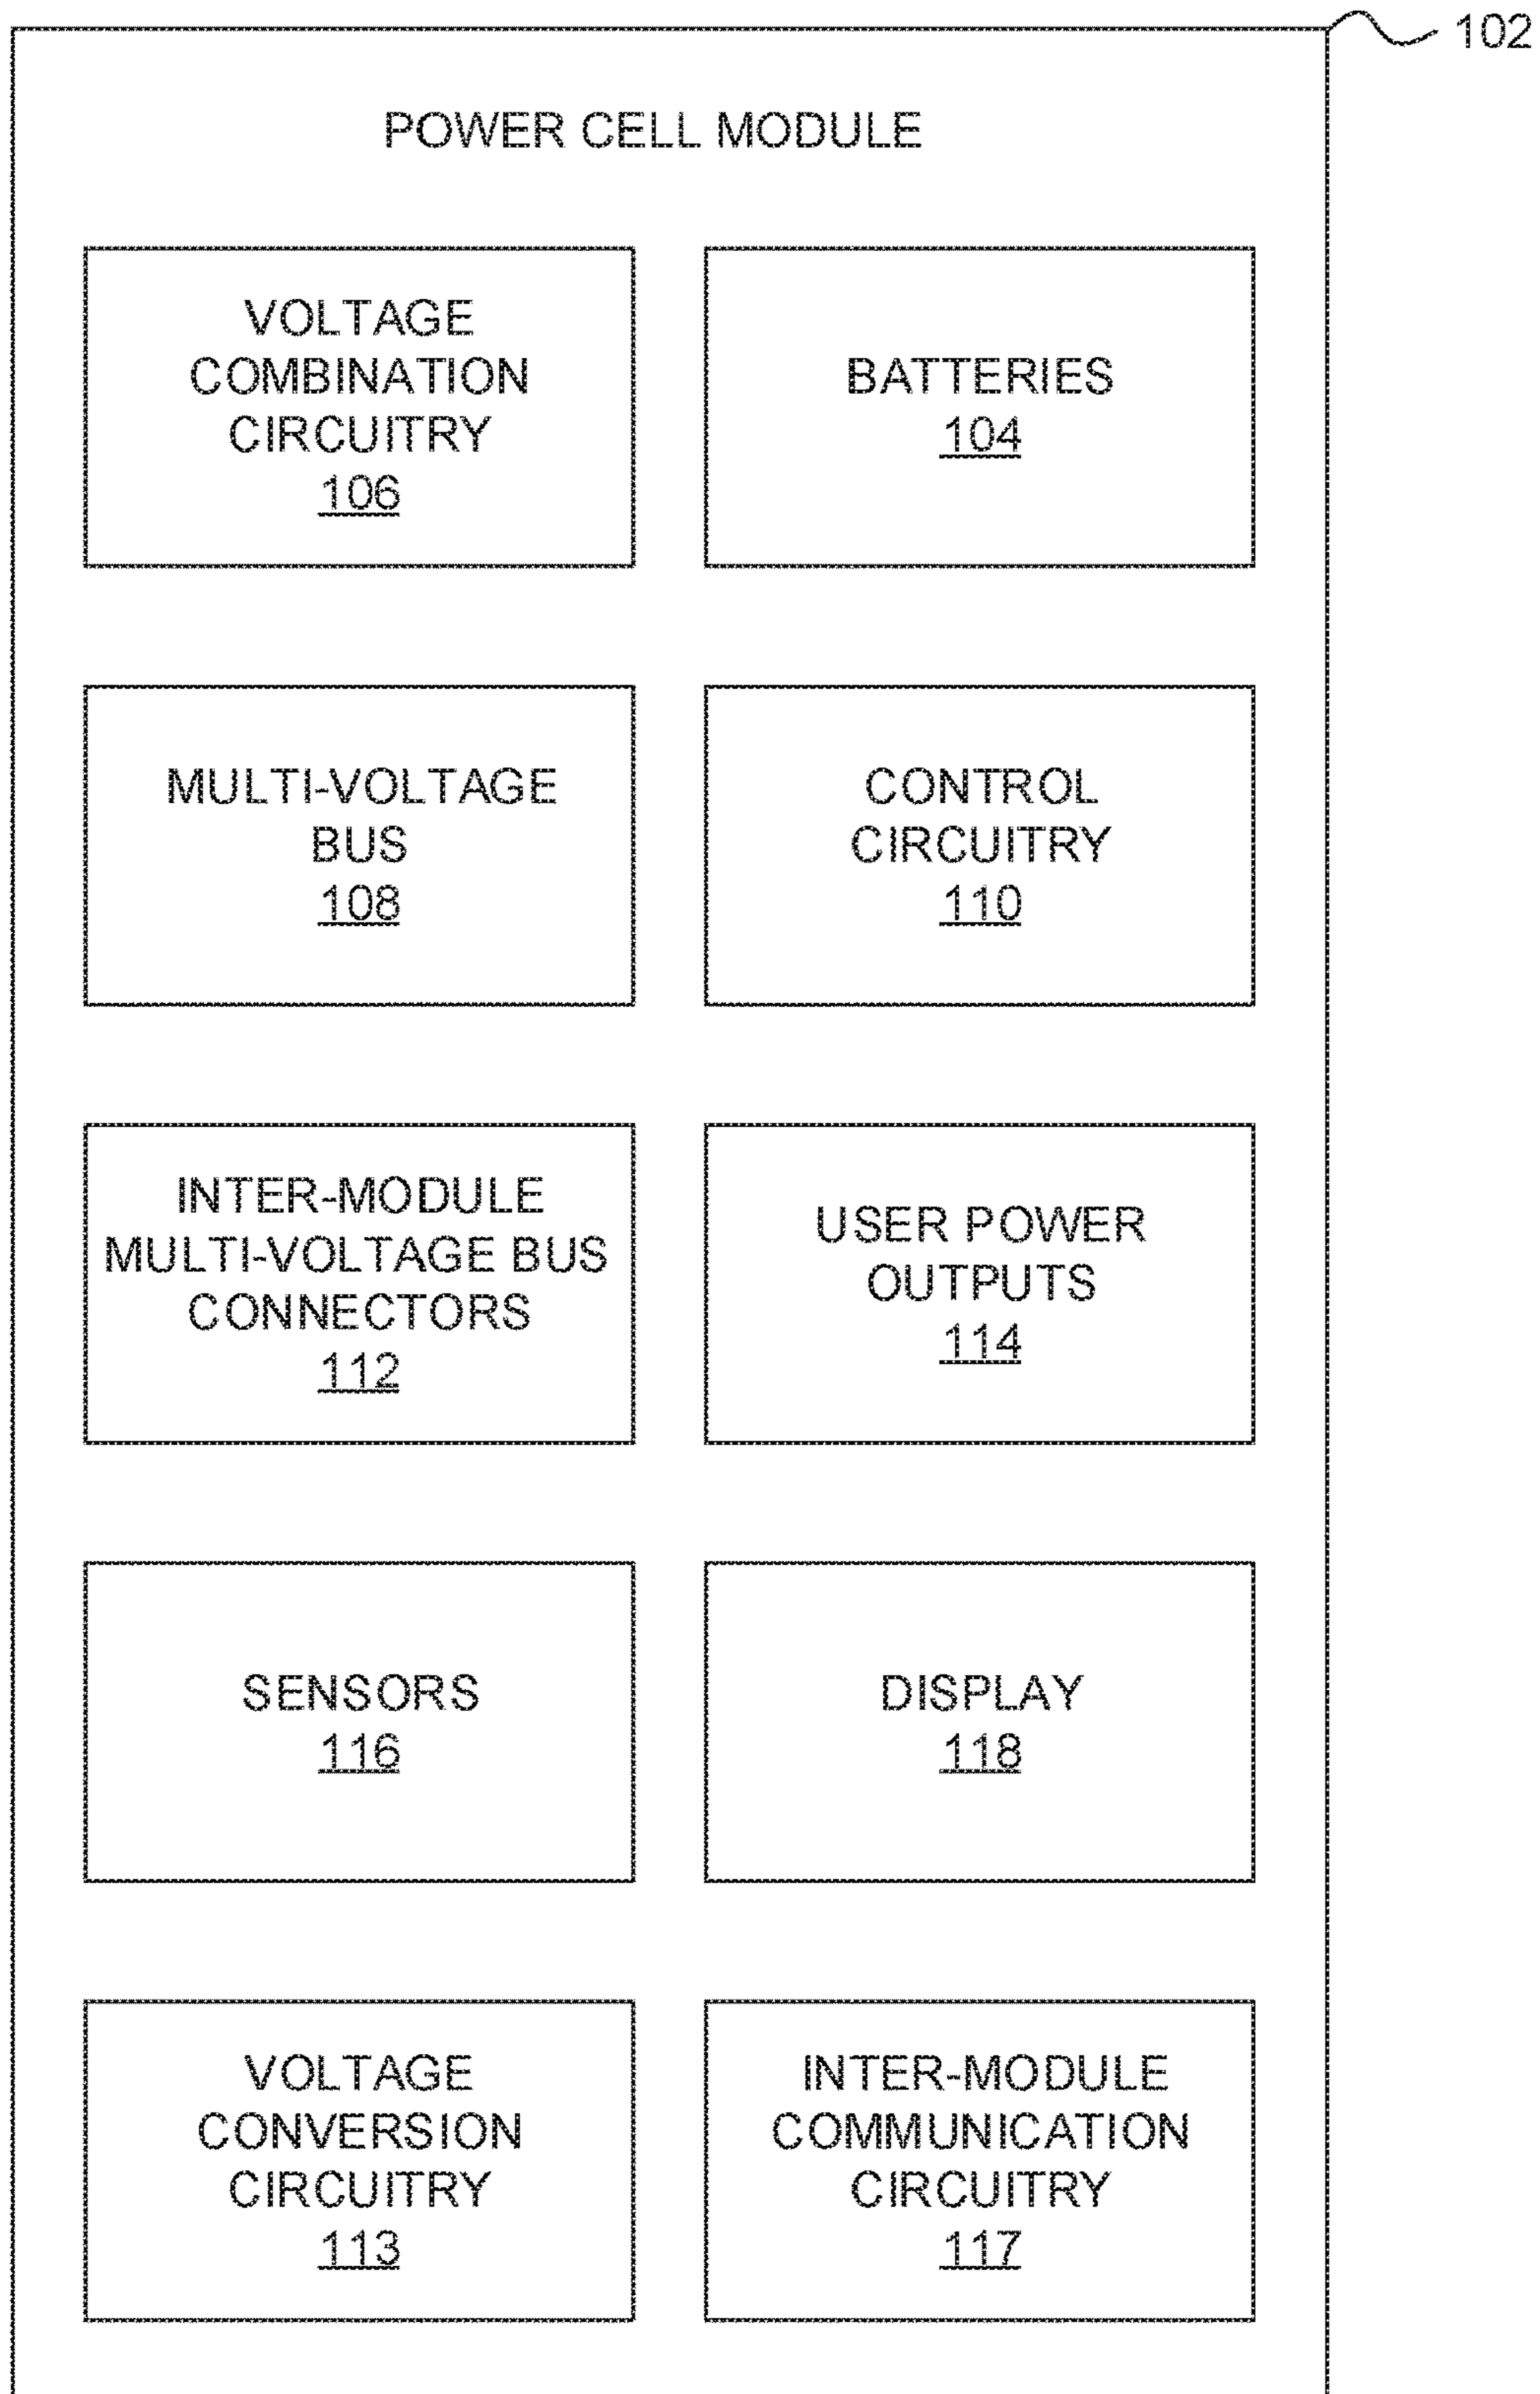 102
POWER CELL MODULE
VOLTAGE
COMBINATION
CIRCUITRY
106
BATTERIES
104
MULTI-VOLTAGE
BUS
108
CONTROL
CIRCUITRY
110
INTER-MODULE
MULTI-VOLTAGE BUS
CONNECTORS
112
USER POWER
OUTPUTS
114
SENSORS
116
DISPLAY
118
VOLTAGE
CONVERSION
CIRCUITRY
113
INTER-MODULE
COMMUNICATION
CIRCUITRY
117